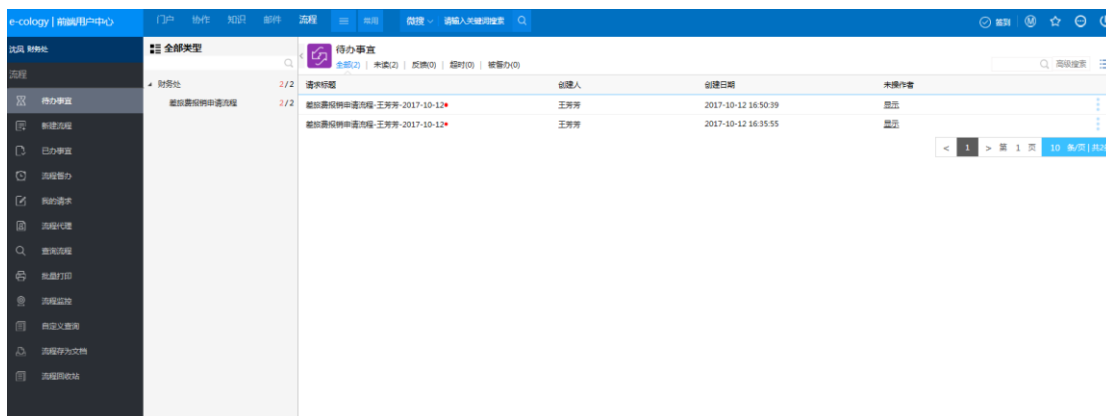 e-cology | 前端用户中心
门户 协作 知识 邮件 流程 常用 微搜 请输入关键词搜索 签到
沈风 财务处
流程
待办事宜
新建流程
已办事宜
流程督办
我的请求
流程代理
查询流程
批量打印
流程监控
自定义查询
流程存为文档
流程回收站
全部类型
财务处 2/2
差旅费报销申请流程 2/2
待办事宜
全部(2) | 未读(2) | 反馈(0) | 超时(0) | 被督办(0)
高级搜索
请求标题 创建人 创建日期 未操作者
差旅费报销申请流程-王芳芳-2017-10-12 王芳芳 2017-10-12 16:50:39 显示
差旅费报销申请流程-王芳芳-2017-10-12 王芳芳 2017-10-12 16:35:55 显示
< 1 > 第 1 页 10 条/页 | 共2